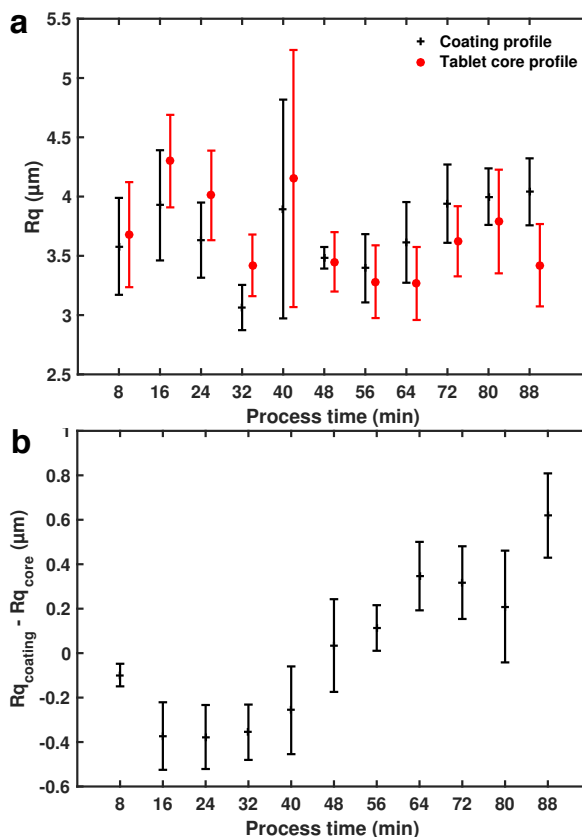 a
5.5
5
4.5
4
3.5
3
2.5
Rq (μm)
Coating profile
Tablet core profile
8 16 24 32 40 48 56 64 72 80 88
Process time (min)
b
1
0.8
0.6
0.4
0.2
0
-0.2
-0.4
-0.6
Rqcoating - Rqcore (μm)
8 16 24 32 40 48 56 64 72 80 88
Process time (min)